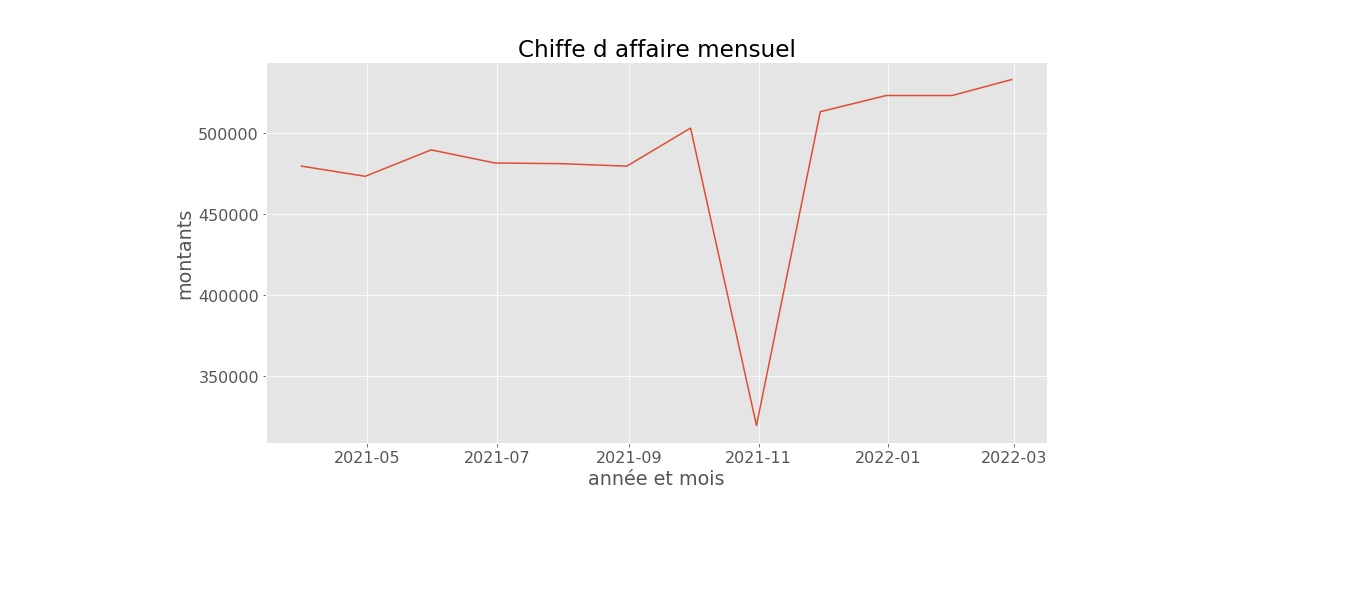 Chiffe d affaire mensuel
500000
450000
400000
350000
montants
2021-05 2021-07 2021-09 2021-11 2022-01 2022-03
année et mois